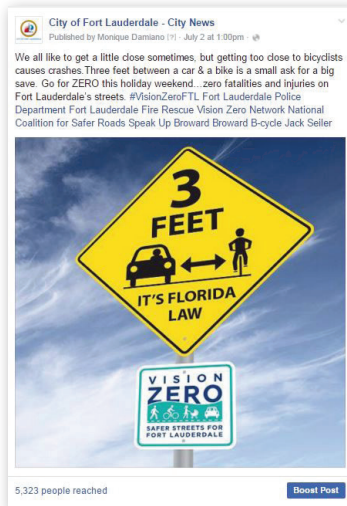 City of Fort Lauderdale - City News
Published by Monique Damiano [?] · July 2 at 1:00pm ·
We all like to get a little close sometimes, but getting too close to bicyclists
causes crashes.Three feet between a car & a bike is a small ask for a big
save. Go for ZERO this holiday weekend...zero fatalities and injuries on
Fort Lauderdale's streets. #VisionZeroFTL Fort Lauderdale Police
Department Fort Lauderdale Fire Rescue Vision Zero Network National
Coalition for Safer Roads Speak Up Broward Broward B-cycle Jack Seiler
3
FEET
IT'S FLORIDA
LAW
VISION
ZERO
SAFER STREETS FOR
FORT LAUDERDALE
5,323 people reached
Boost Post